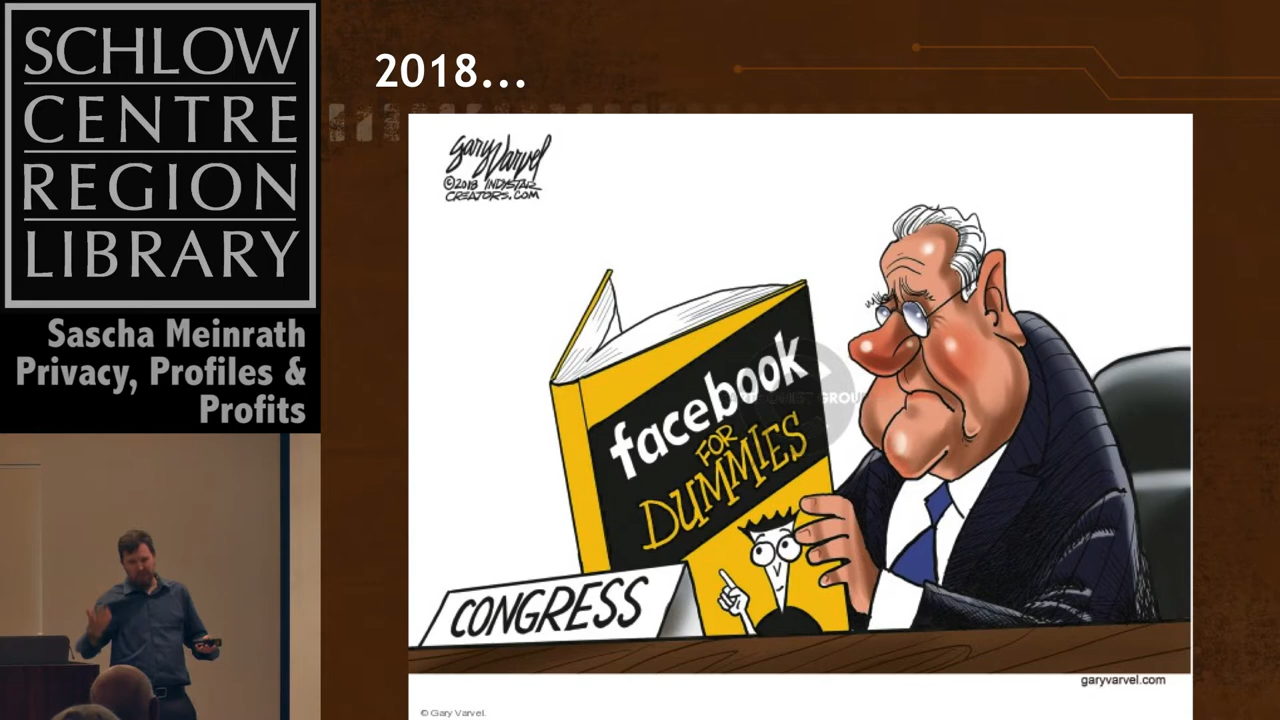 SCHLOW
CENTRE
REGION
LIBRARY
Sascha Meinrath
Privacy, Profiles &
Profits
2018...
Gary Varvel
©2018 INDYSTAR
CREATORS.COM
facebook
FOR
DUMMIES
CONGRESS
garyvarvel.com
© Gary Varvel.